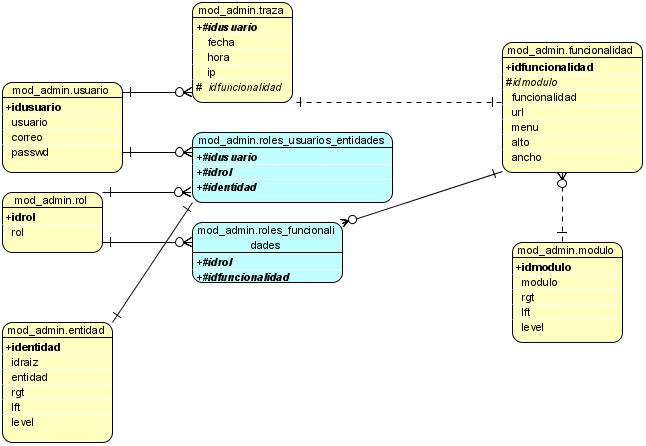 mod_admin.traza
+#idusuario
fecha
hora
ip
# idfuncionalidad
mod_admin.funcionalidad
+idfuncionalidad
#idmodulo
funcionalidad
url
menu
alto
ancho
mod_admin.usuario
+idusuario
usuario
correo
passwd
mod_admin.roles_usuarios_entidades
+#idusuario
+#idrol
+#identidad
mod_admin.rol
+idrol
rol
mod_admin.roles_funcionali
dades
+#idrol
+#idfuncionalidad
mod_admin.modulo
+idmodulo
modulo
rgt
lft
level
mod_admin.entidad
+identidad
idraiz
entidad
rgt
lft
level